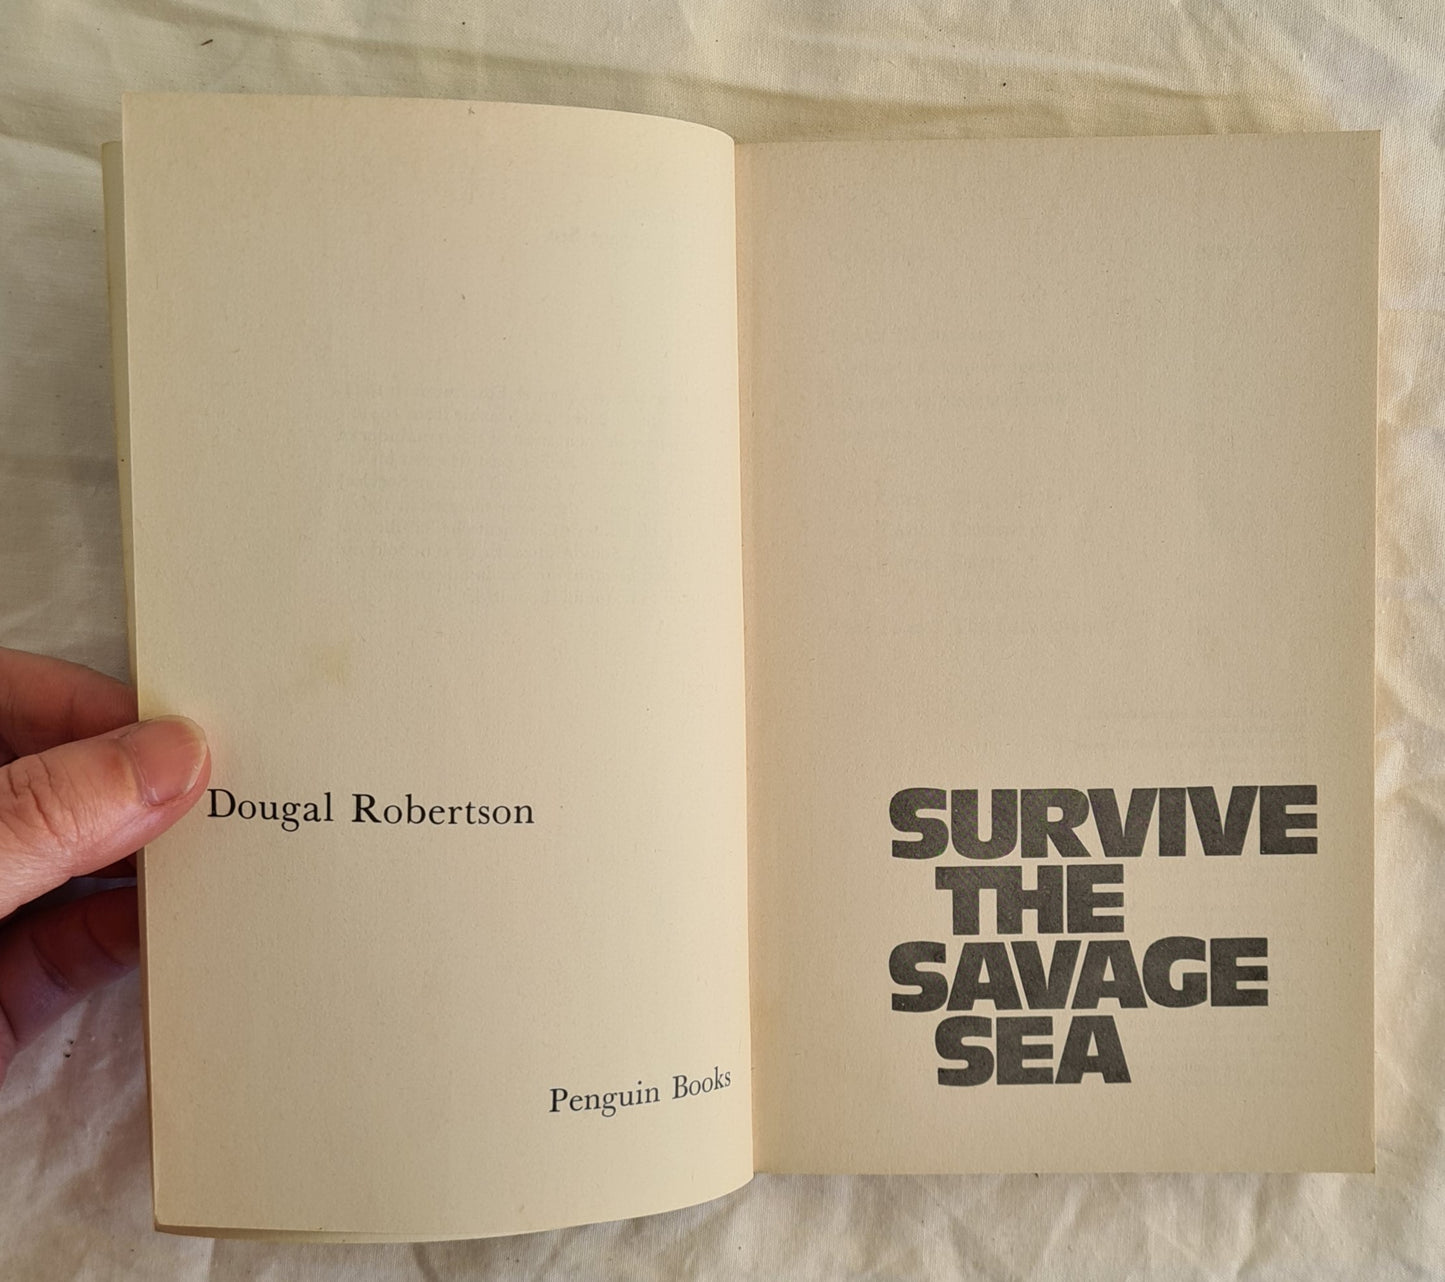 Dougal Robertson
Penguin Books
SURVIVE
THE
SAVAGE
SEA